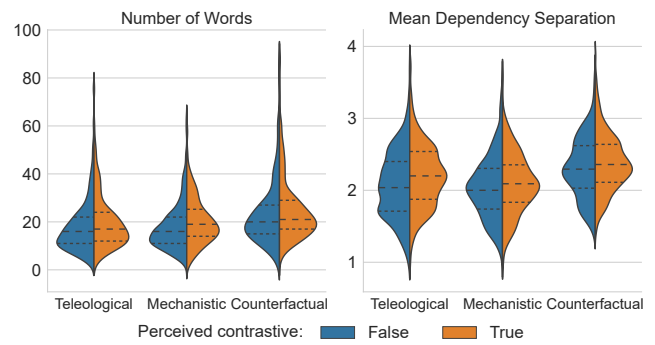 Number of Words
Mean Dependency Separation
100
80
60
40
20
0
4
3
2
1
Teleological Mechanistic Counterfactual
Teleological Mechanistic Counterfactual
Perceived contrastive: False True